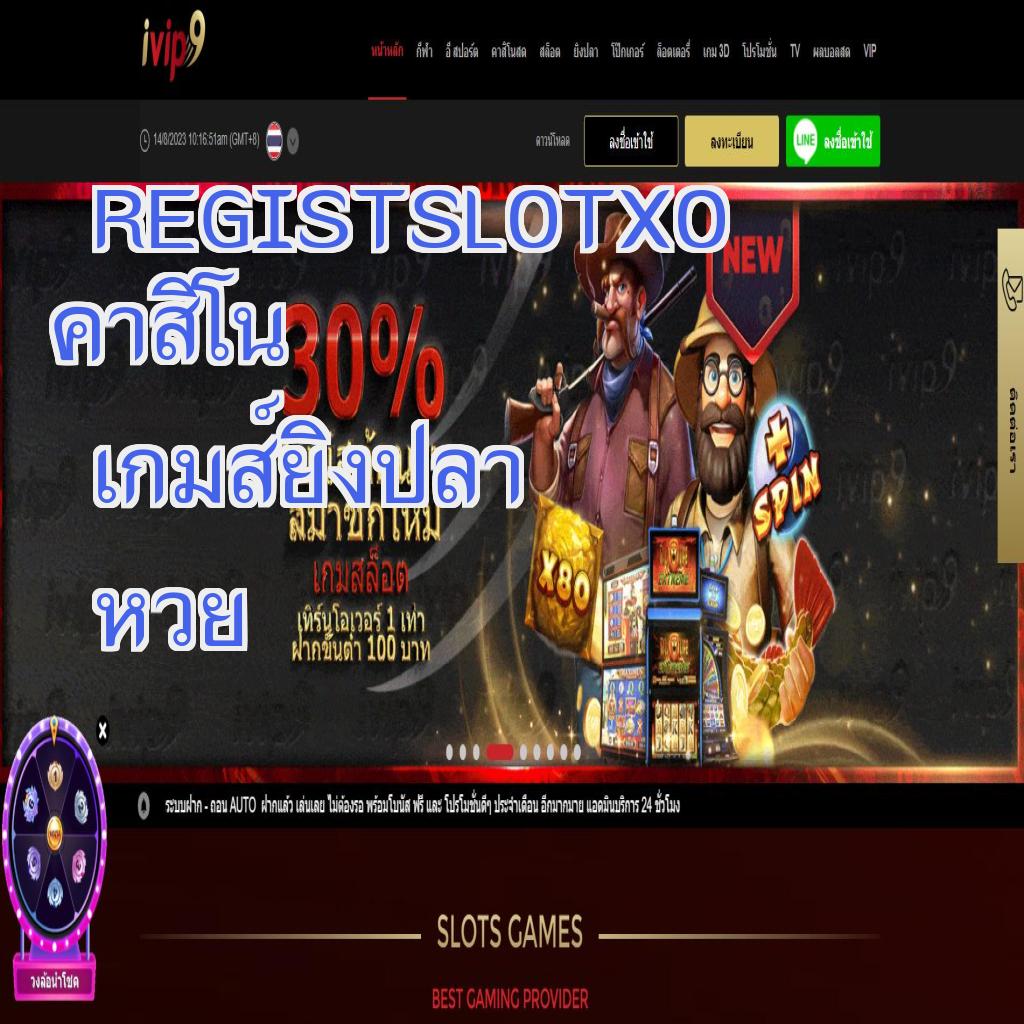 ivip9
หน้าหลัก กีฬา อี สปอร์ต คาสิโนสด สล็อต ยิงปลา โป๊กเกอร์ ล็อตเตอรี่ เกม 3D โปรโมชั่น TV ผลบอลสด VIP
14/8/2023 10:16:51am (GMT+8)
ดาวน์โหลด ลงชื่อเข้าใช้ ลงทะเบียน LINE ลงชื่อเข้าใช้
REGISTSLOTXO
NEW
คาสิโน
30%
ติดต่อเรา
เกมส์ยิงปลา
+ SPIN
สมาชิกใหม่
X80
EXTREME
เกมสล็อต
หวย
เทิร์นโอเวอร์ 1 เท่า
ฝากขั้นต่ำ 100 บาท
X
ระบบฝาก - ถอน AUTO ฝากแล้ว เล่นเลย ไม่ต้องรอ พร้อมโบนัส ฟรี และ โปรโมชั่นดีๆ ประจำเดือน อีกมากมาย แอดมินบริการ 24 ชั่วโมง
SLOTS GAMES
วงล้อนำโชค
BEST GAMING PROVIDER